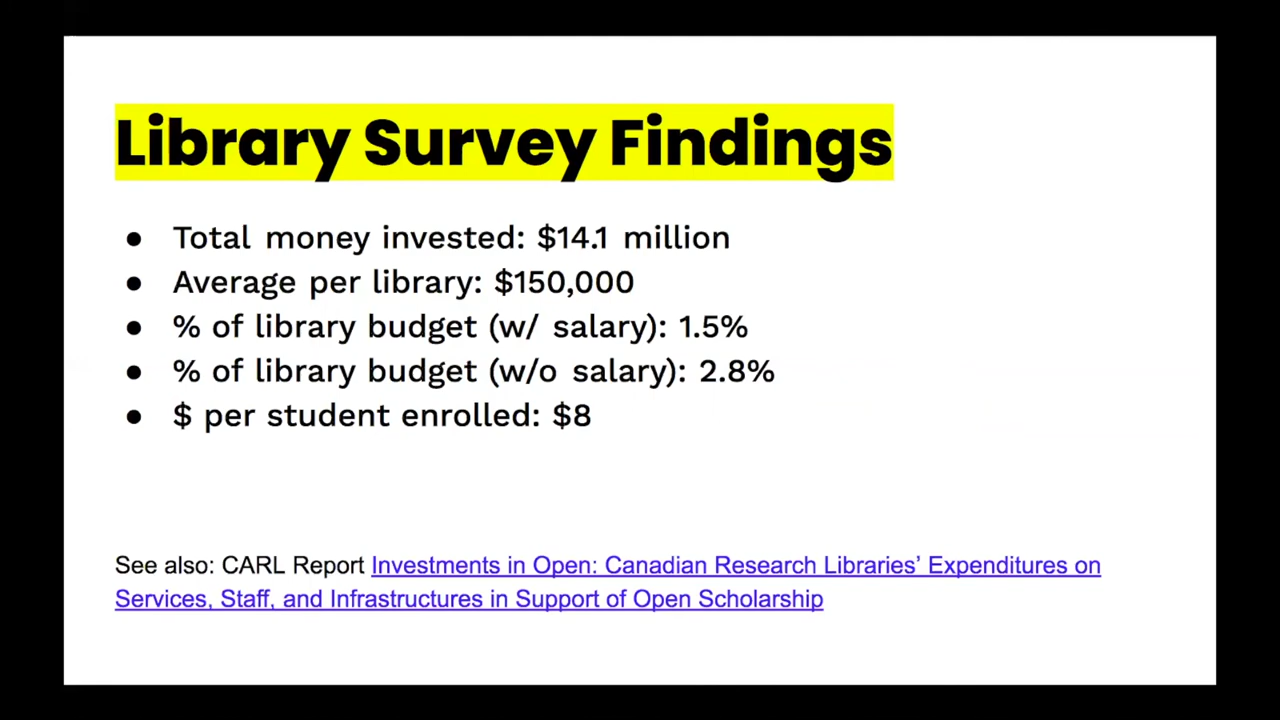 Library Survey Findings
● Total money invested: $14.1 million
● Average per library: $150,000
● % of library budget (w/ salary): 1.5%
● % of library budget (w/o salary): 2.8%
● $ per student enrolled: $8
See also: CARL Report Investments in Open: Canadian Research Libraries’ Expenditures on
Services, Staff, and Infrastructures in Support of Open Scholarship